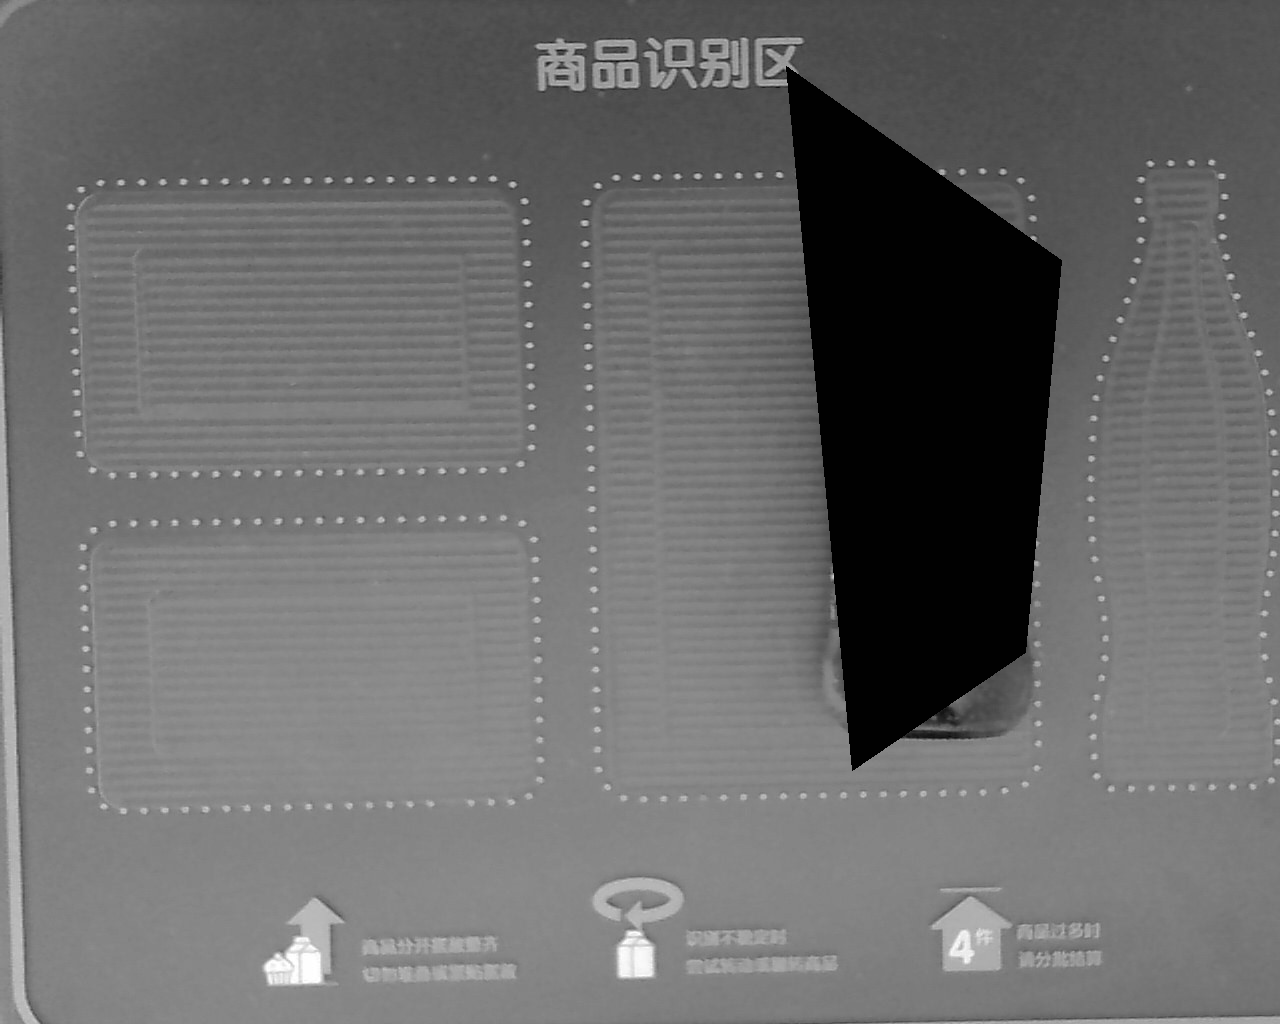 商品识别区
商品分开摆放整齐
切勿堆叠或紧贴摆放
识别不稳定时
尝试转动或翻转商品
4件
商品过多时
请分批结算